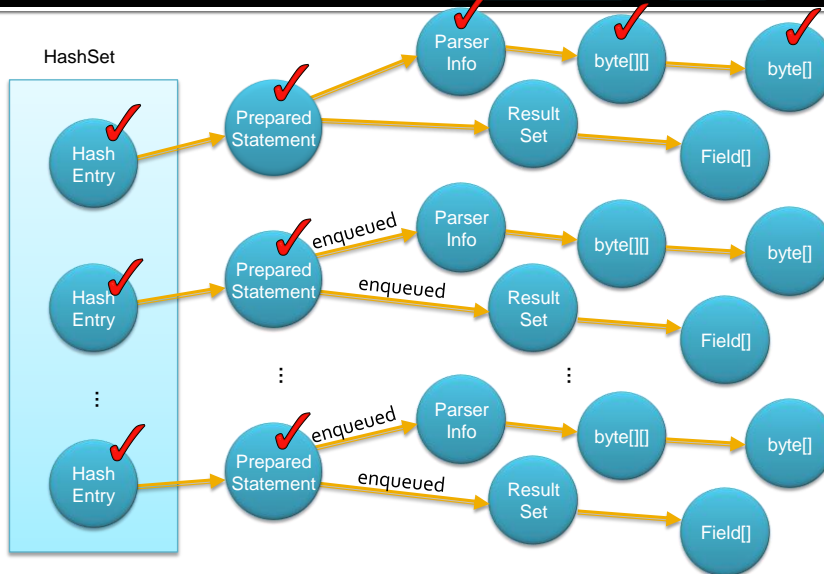 HashSet
Hash
Entry
Prepared
Statement
Parser
Info
byte[][]
byte[]
Result
Set
Field[]
Hash
Entry
Prepared
Statement
enqueued
Parser
Info
byte[][]
byte[]
enqueued
Result
Set
Field[]
⋮
⋮
⋮
Hash
Entry
Prepared
Statement
enqueued
Parser
Info
byte[][]
byte[]
enqueued
Result
Set
Field[]